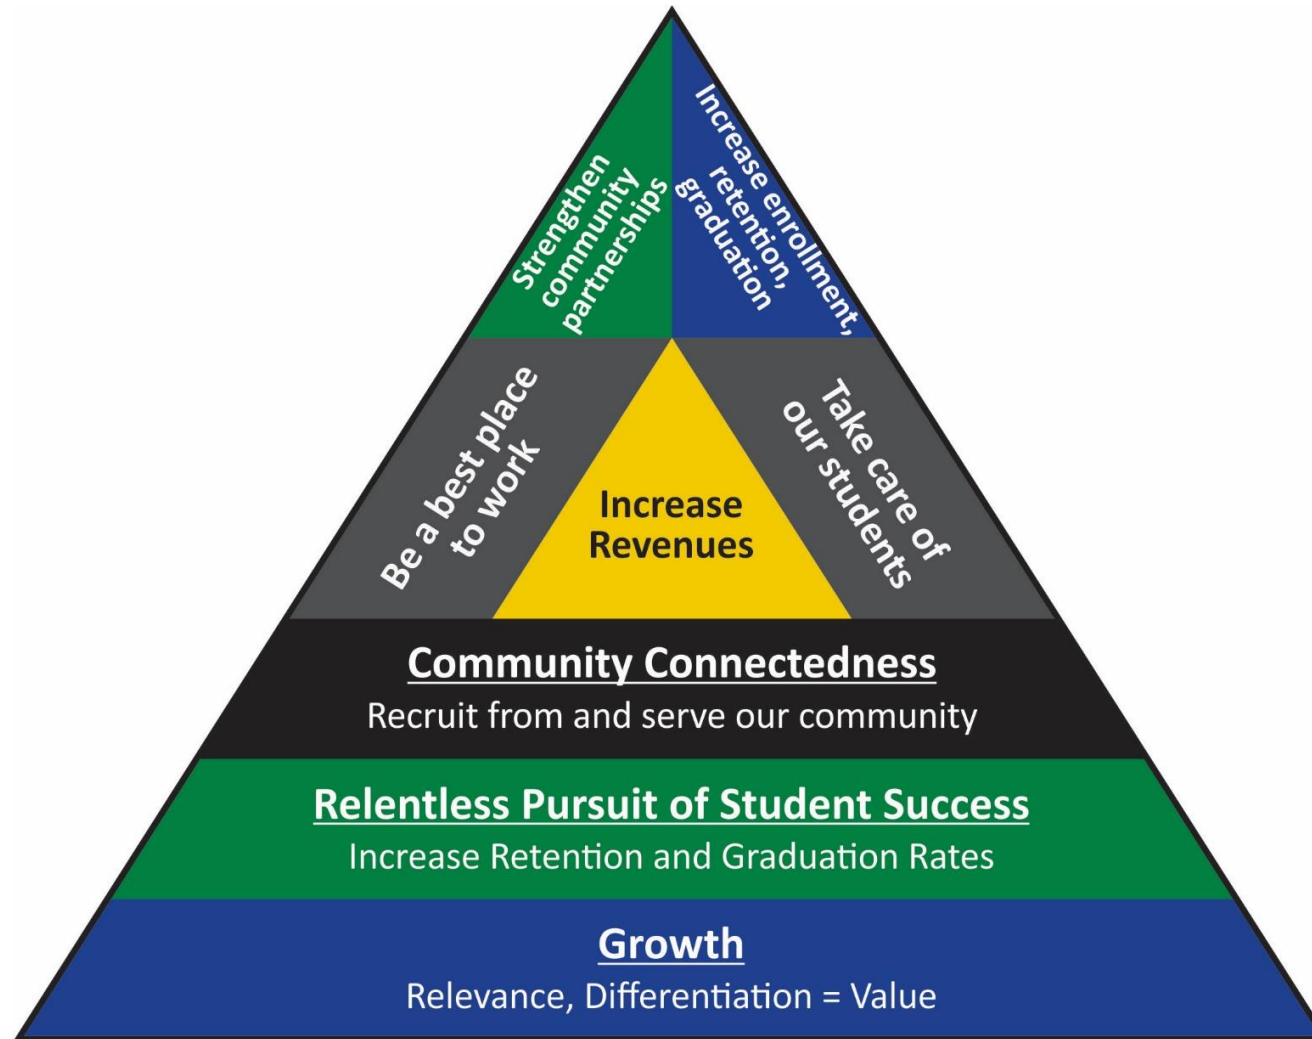 Strengthen
community
partnerships
Increase enrollment,
retention,
graduation
Be a best place
to work
Increase
Revenues
Take care of
our students
Community Connectedness
Recruit from and serve our community
Relentless Pursuit of Student Success
Increase Retention and Graduation Rates
Growth
Relevance, Differentiation = Value